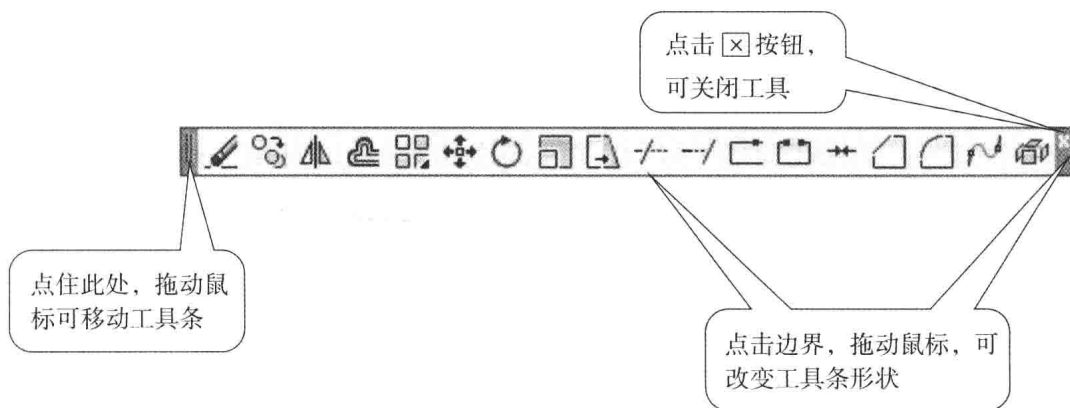 点击 ☒ 按钮，
可关闭工具
点住此处，拖动鼠
标可移动工具条
点击边界，拖动鼠标，可
改变工具条形状